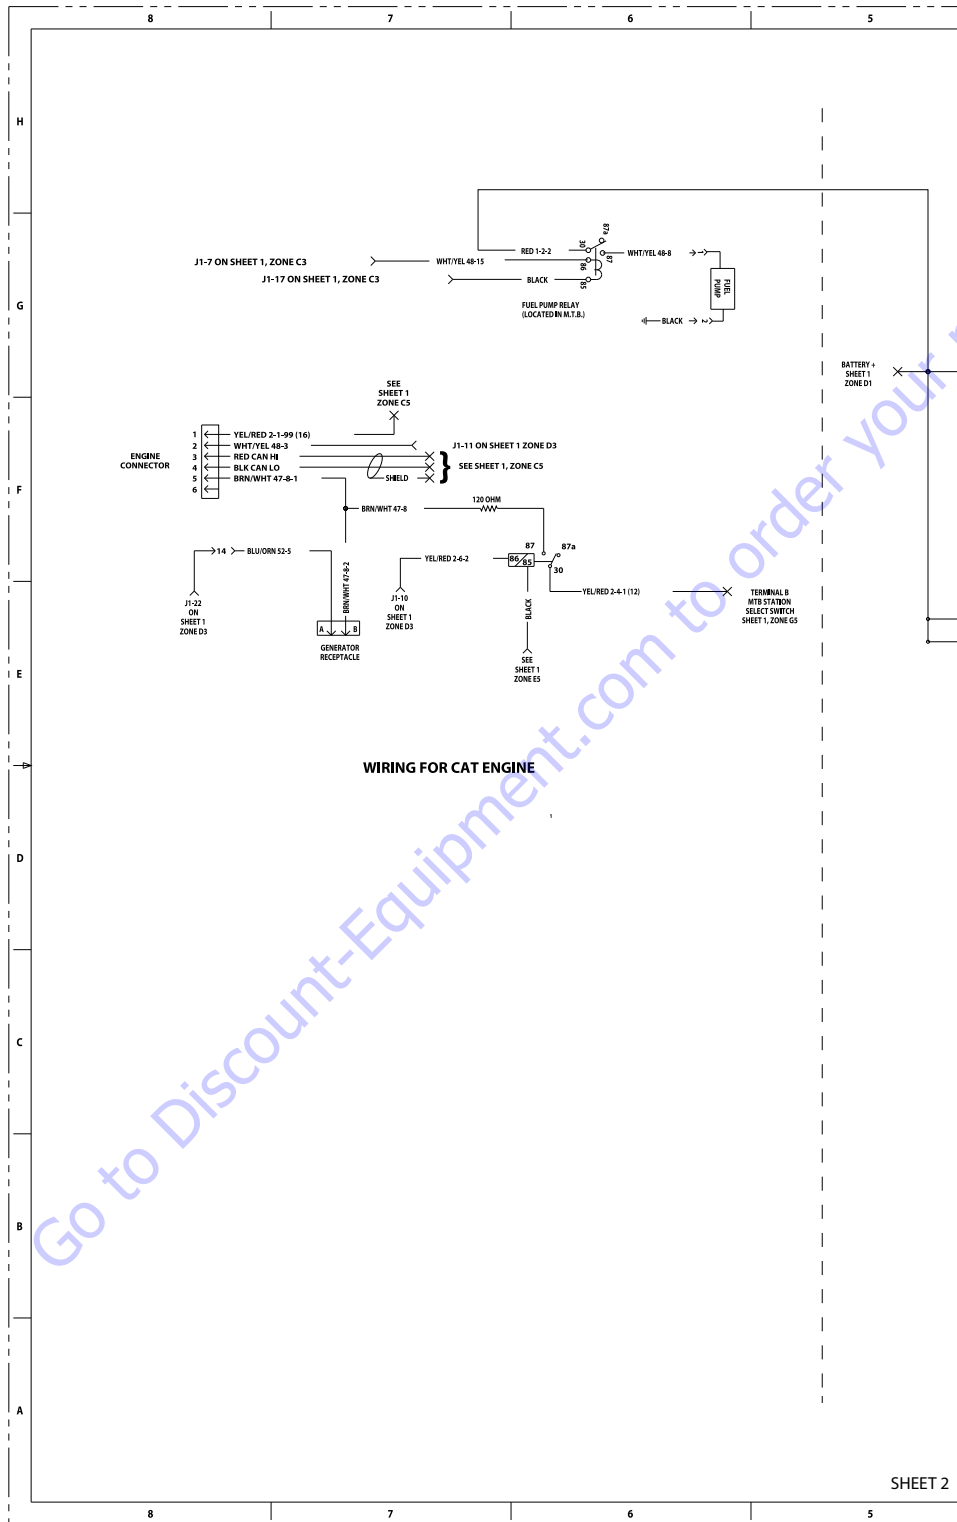 8 7 6 5
H
J1-7 ON SHEET 1, ZONE C3
WHT/YEL 48-15
J1-17 ON SHEET 1, ZONE C3
BLACK
RED 1-2-2
30
87a
86
87
85
WHT/YEL 48-8
1
FUEL
PUMP
BLACK
2
FUEL PUMP RELAY
(LOCATED IN M.T.B.)
G
BATTERY +
SHEET 1
ZONE D1
SEE
SHEET 1
ZONE C5
ENGINE
CONNECTOR
1 YEL/RED 2-1-99 (16)
2 WHT/YEL 48-3
3 RED CAN HI
4 BLK CAN LO
5 BRN/WHT 47-8-1
6
SHIELD
J1-11 ON SHEET 1 ZONE D3
SEE SHEET 1, ZONE C5
F
BRN/WHT 47-8
120 OHM
14 BLU/ORN 52-5
BRN/WHT 47-8-2
YEL/RED 2-6-2
87
87a
86
85
30
J1-22
ON
SHEET 1
ZONE D3
A B
GENERATOR
RECEPTACLE
J1-10
ON
SHEET 1
ZONE D3
BLACK
SEE
SHEET 1
ZONE E5
YEL/RED 2-4-1 (12)
TERMINAL B
MTB STATION
SELECT SWITCH
SHEET 1, ZONE G5
E
WIRING FOR CAT ENGINE
D
C
B
A
Go to Discount-Equipment.com to order your
SHEET 2
8 7 6 5